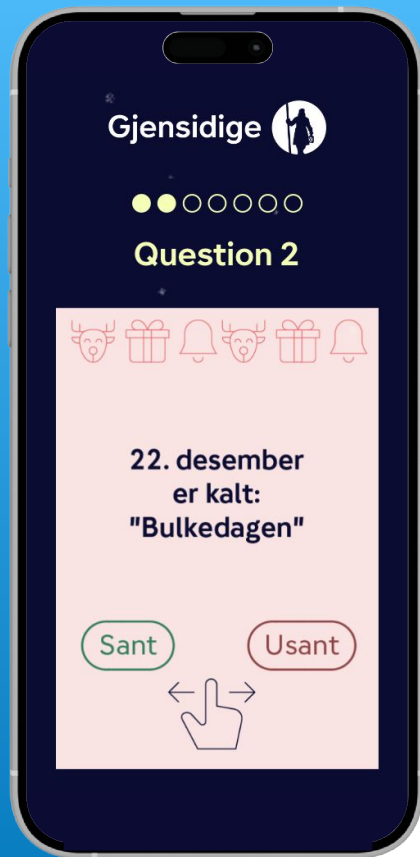 Gjensidige
Question 2
22. desember
er kalt:
"Bulkedagen"
Sant
Usant